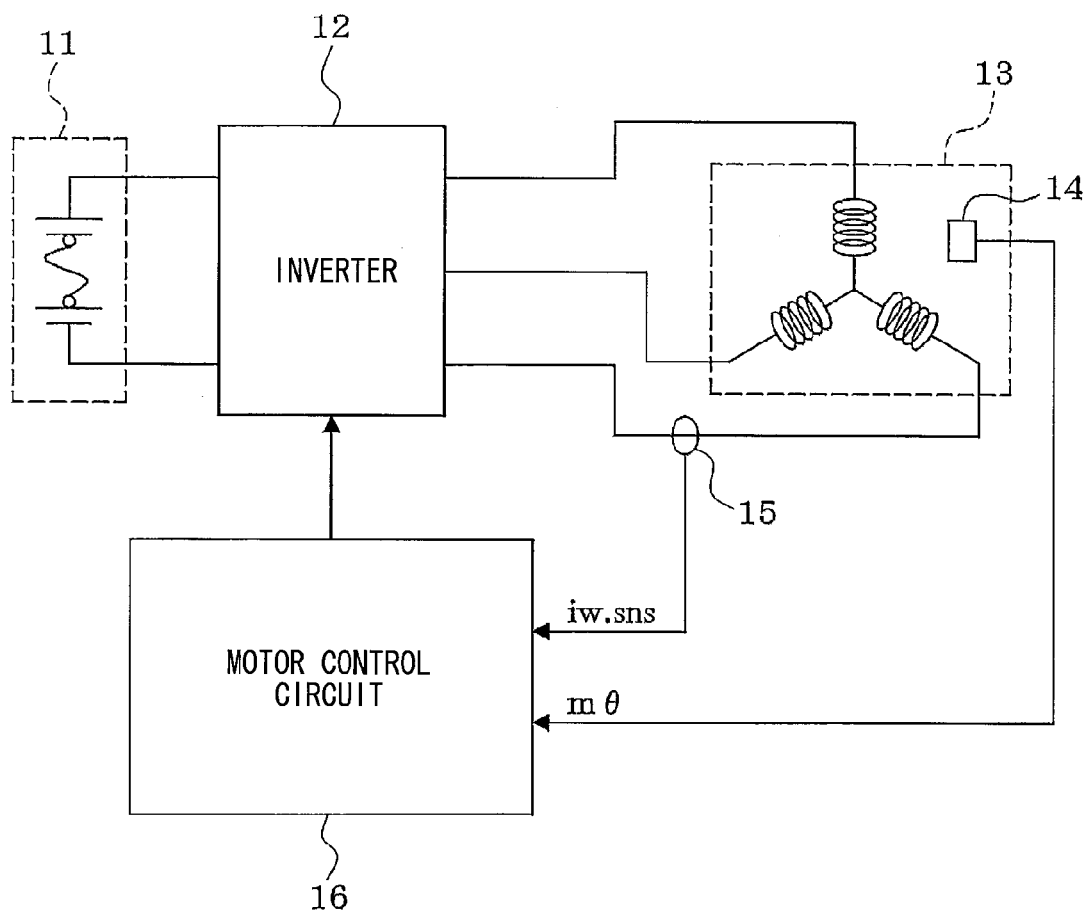 11
12
13
14
INVERTER
15
iw.sns
MOTOR CONTROL
CIRCUIT
m θ
16